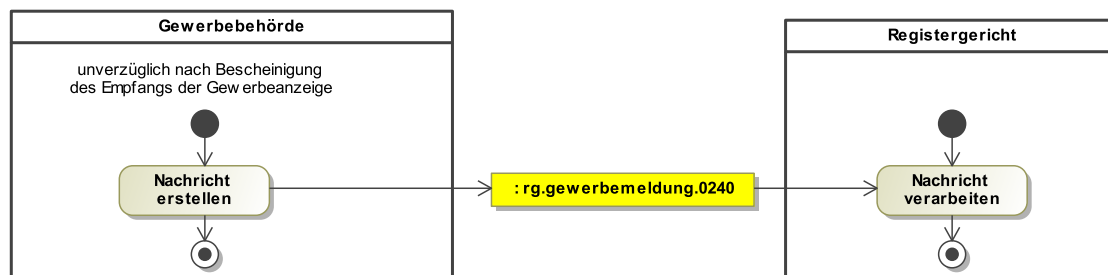 Gewerbebehörde
unverzüglich nach Bescheinigung
des Empfangs der Gewerbeanzeige
Nachricht
erstellen
: rg.gewerbemeldung.0240
Registergericht
Nachricht
verarbeiten